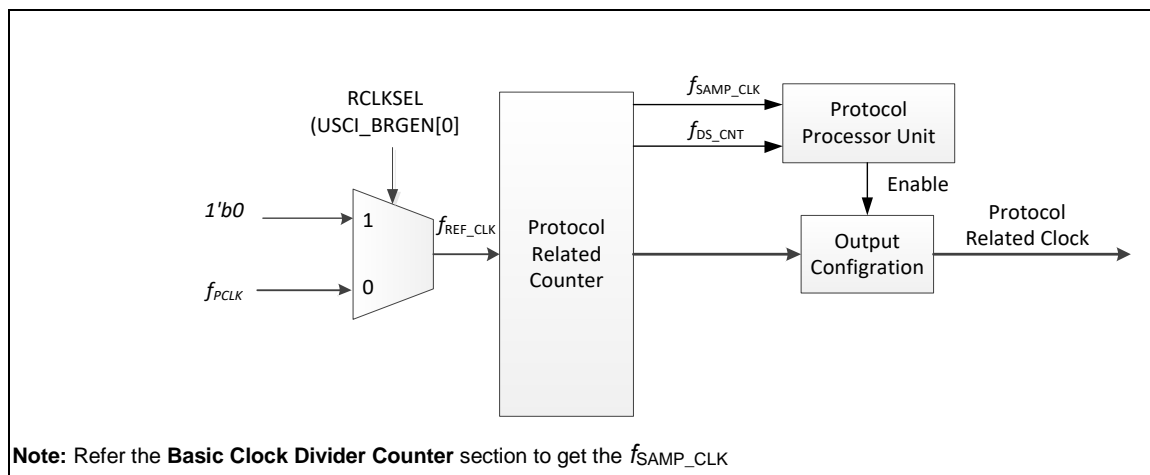 RCLKSEL
(USCI_BRGEN[0]
1'b0
1
fPCLK
0
fREF_CLK
Protocol
Related
Counter
fSAMP_CLK
fDS_CNT
Protocol
Processor Unit
Enable
Output
Configration
Protocol
Related Clock
Note: Refer the Basic Clock Divider Counter section to get the fSAMP_CLK